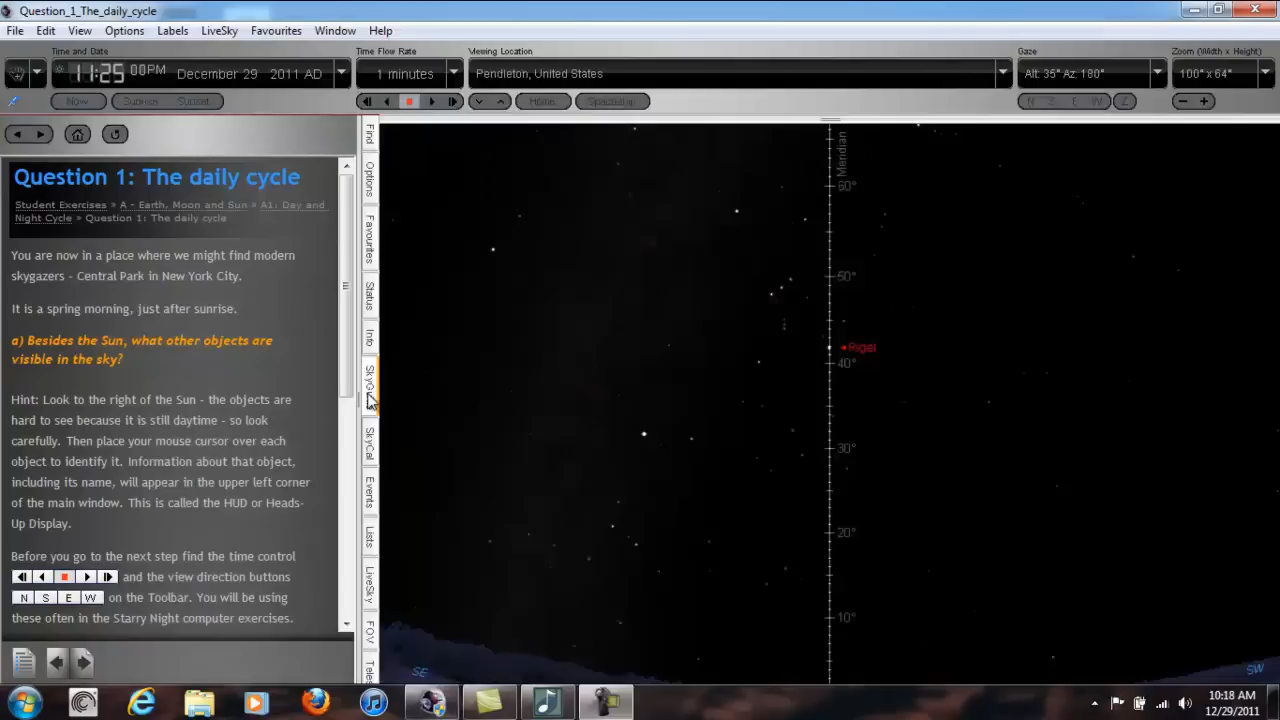 Question_1_The_daily_cycle
File Edit View Options Labels LiveSky Favourites Window Help
Time and Date Time Flow Rate Viewing Location Gaze Zoom (Width x Height)
11:25 00PM December 29 2011 AD 1 minutes Pendleton, United States Alt: 35° Az: 180° 100° x 64°
Now Sunrise Sunset Home N S E W Z
Question 1: The daily cycle
Student Exercises » A - Earth, Moon and Sun » A1: Day and
Night Cycle » Question 1: The daily cycle
You are now in a place where we might find modern
skygazers - Central Park in New York City.
It is a spring morning, just after sunrise.
a) Besides the Sun, what other objects are
visible in the sky?
Hint: Look to the right of the Sun - the objects are
hard to see because it is still daytime - so look
carefully. Then place your mouse cursor over each
object to identify it. Information about that object,
including its name, will appear in the upper left corner
of the main window. This is called the HUD or Heads-
Up Display.
Before you go to the next step find the time control
and the view direction buttons
N S E W on the Toolbar. You will be using
these often in the Starry Night computer exercises.
Find
Options
Favourites
Status
Info
SkyCal
Events
Lists
LiveSky
FOV
Meridian
60°
50°
Rigel
40°
30°
20°
10°
SE
SW
10:18 AM
12/29/2011